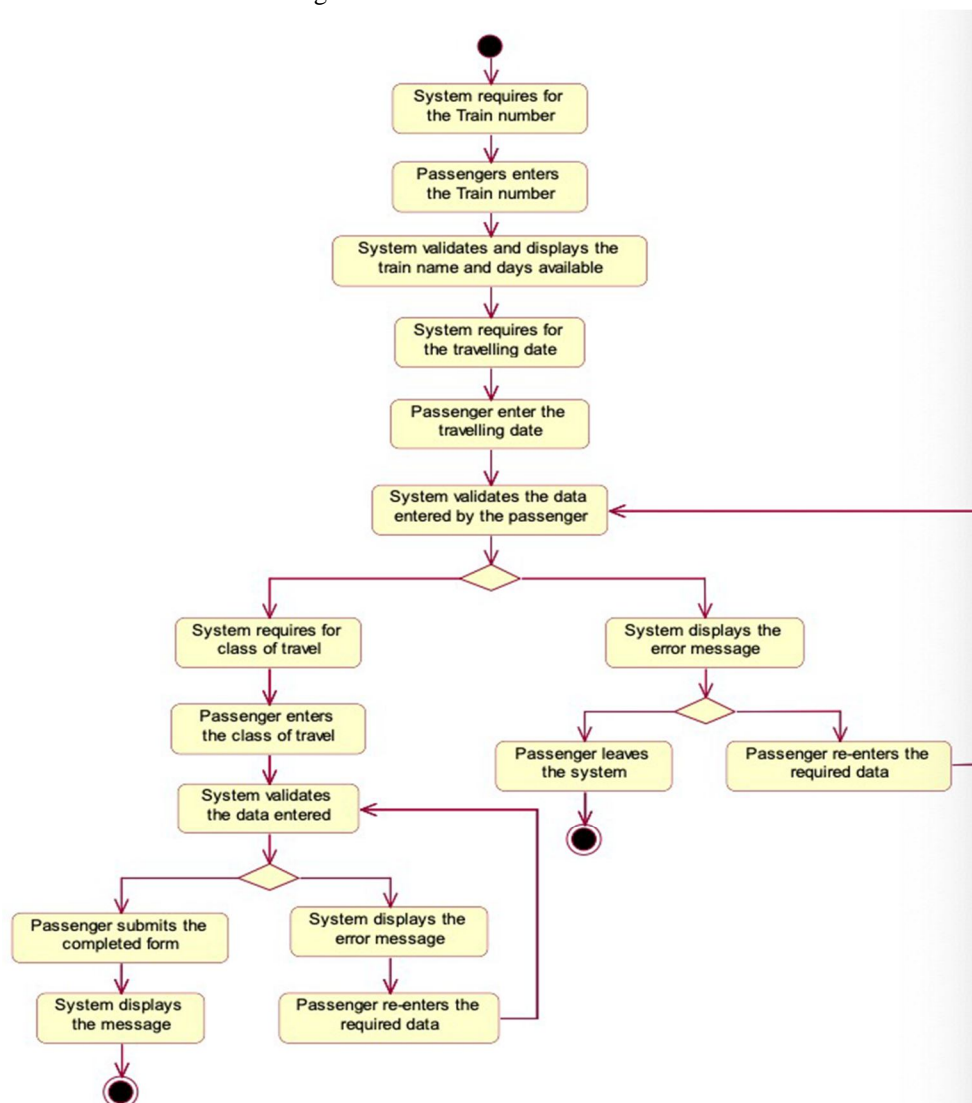 System requires for
the Train number
Passengers enters
the Train number
System validates and displays the
train name and days available
System requires for
the travelling date
Passenger enter the
travelling date
System validates the data
entered by the passenger
System requires for
class of travel
System displays the
error message
Passenger enters
the class of travel
Passenger leaves
the system
Passenger re-enters the
required data
System validates
the data entered
Passenger submits the
completed form
System displays the
error message
System displays
the message
Passenger re-enters the
required data